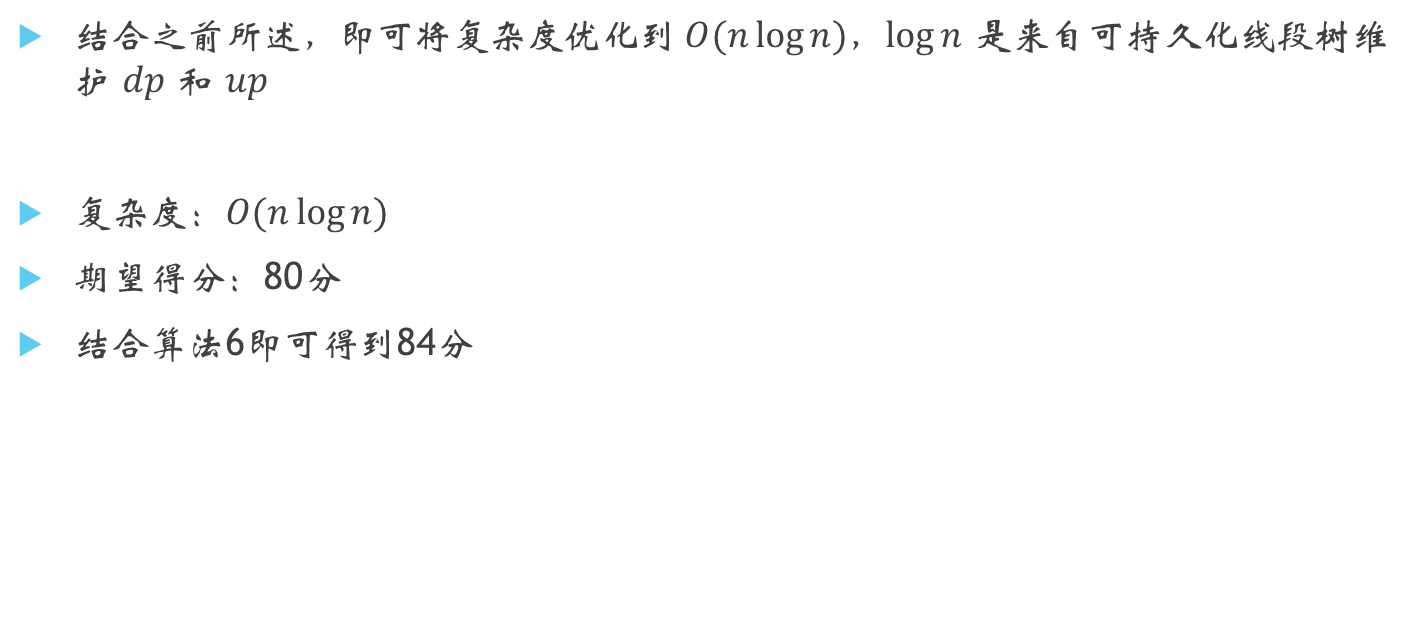 结合之前所述，即可将复杂度优化到 O(n log n)，log n 是来自可持久化线段树维
护 dp 和 up
复杂度：O(n log n)
期望得分：80分
结合算法6即可得到84分